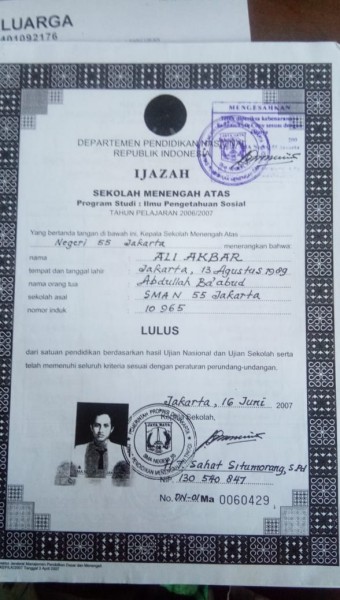 LUARGA
401092176
MENGESAHKAN
DEPARTEMEN PENDIDIKAN NASIONAL
REPUBLIK INDONESIA
IJAZAH
SEKOLAH MENENGAH ATAS
Program Studi : Ilmu Pengetahuan Sosial
TAHUN PELAJARAN 2006/2007
Yang bertanda tangan di bawah ini, Kepala Sekolah Menengah Atas
Negeri 55 Jakarta menerangkan bahwa:
nama ALI AKBAR
tempat dan tanggal lahir Jakarta, 13 Agustus 1989
nama orang tua Abdullah Ba'abud
sekolah asal SMAN 55 Jakarta
nomor induk 10965
LULUS
dari satuan pendidikan berdasarkan hasil Ujian Nasional dan Ujian Sekolah serta
telah memenuhi seluruh kriteria sesuai dengan peraturan perundang-undangan.
Jakarta, 16 Juni 2007
Kepala Sekolah,
Sahat Situmorang, S.Pd
NIP. 130 540 847
No. DN-01 Ma 0060429